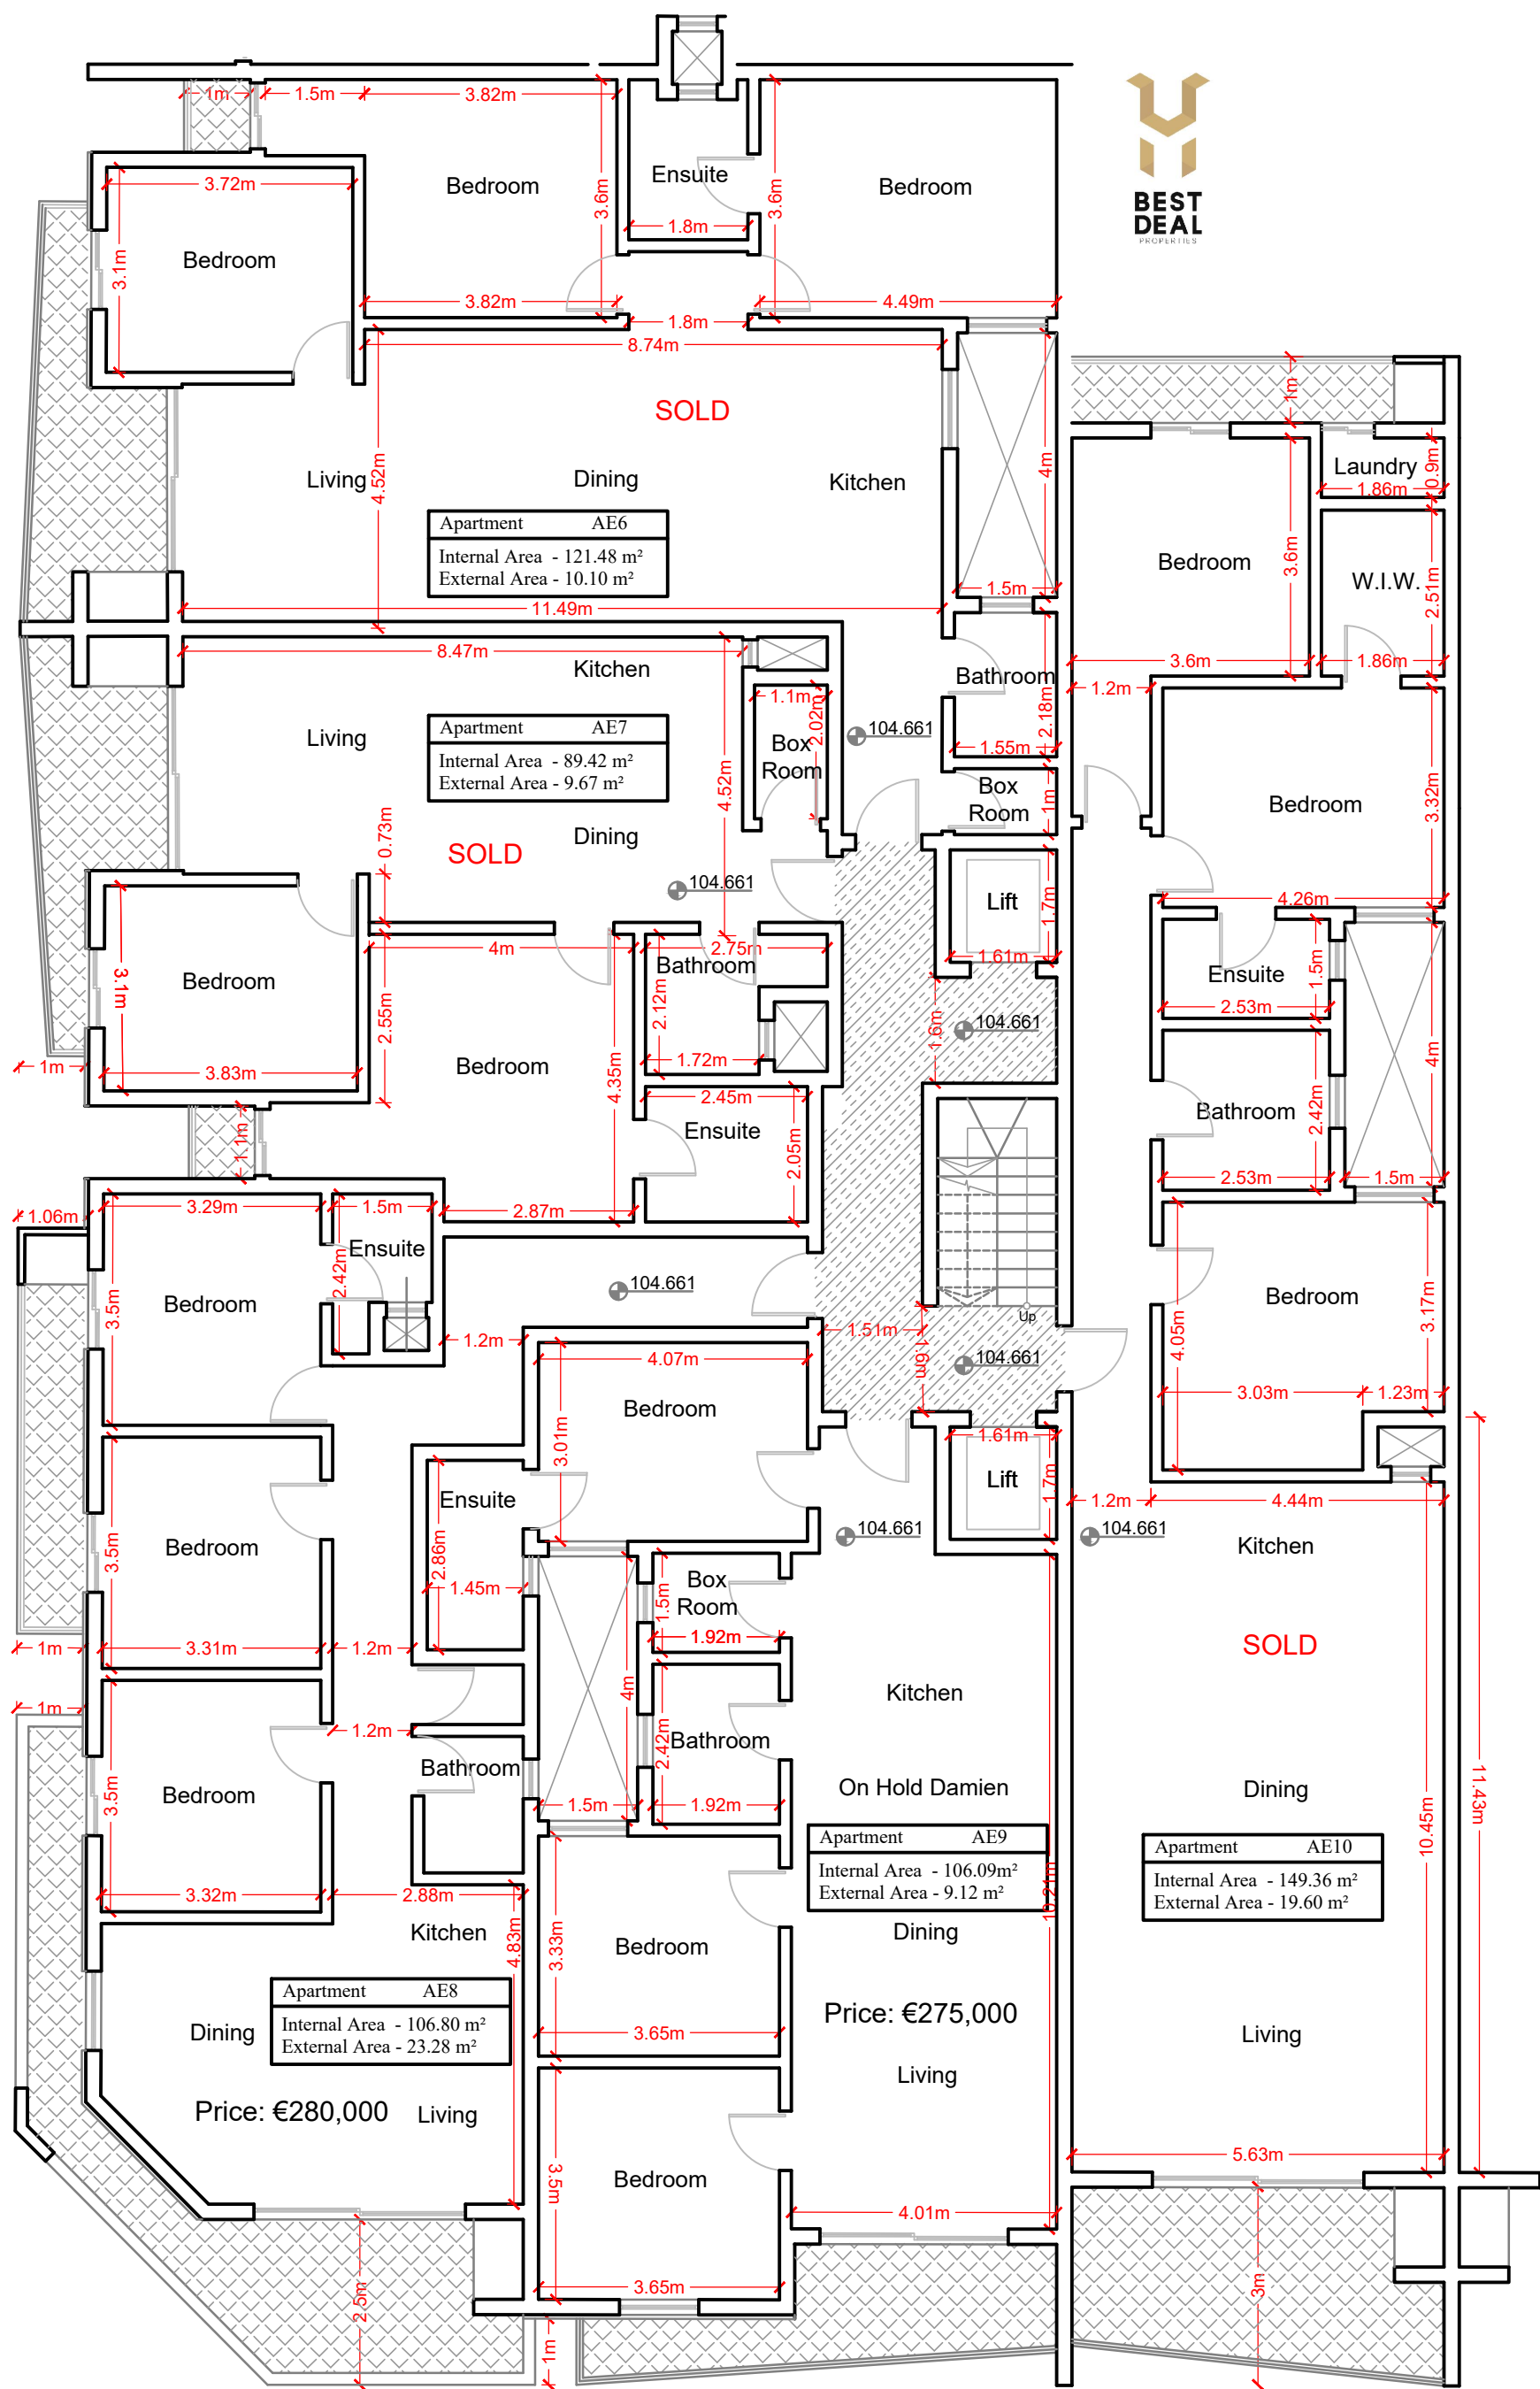 1m
1.5m
3.82m
BEST
DEAL
PROPERTIES
3.72m
Bedroom
Ensuite
Bedroom
3.6m
3.6m
1.8m
Bedroom
3.1m
3.82m
4.49m
1.8m
8.74m
SOLD
1m
Living
4.52m
Dining
Kitchen
4m
Laundry
0.9m
1.86m
Apartment AE6
Internal Area - 121.48 m²
External Area - 10.10 m²
Bedroom
3.6m
W.I.W.
2.51m
1.5m
11.49m
8.47m
Kitchen
Bathroom
3.6m
1.86m
1.2m
1.1m
2.02m
2.18m
Living
Apartment AE7
Internal Area - 89.42 m²
External Area - 9.67 m²
Box
Room
104.661
1.55m
4.52m
Box
Room
1m
Bedroom
3.32m
Dining
0.73m
SOLD
104.661
Lift
1.7m
4.26m
4m
2.75m
Bathroom
1.61m
Bedroom
3.1m
2.55m
2.12m
Ensuite
1.5m
2.53m
1.6m
104.661
1m
3.83m
Bedroom
4.35m
1.72m
4m
2.45m
Ensuite
2.05m
Bathroom
2.42m
1.1m
2.53m
1.5m
1.06m
3.29m
1.5m
2.87m
Ensuite
2.42m
Bedroom
3.5m
104.661
Bedroom
3.17m
4.05m
Up
1.2m
1.51m
1.6m
104.661
4.07m
3.03m
1.23m
Bedroom
3.01m
1.61m
Ensuite
Lift
1.7m
1.2m
4.44m
104.661
104.661
Kitchen
Bedroom
3.5m
2.86m
1.45m
Box
Room
1.5m
1.92m
SOLD
1m
3.31m
1.2m
4m
Kitchen
1m
1.2m
2.42m
Bathroom
Bathroom
Bedroom
3.5m
1.5m
1.92m
On Hold Damien
Dining
11.43m
10.45m
Apartment AE9
Internal Area - 106.09m²
External Area - 9.12 m²
10.21m
Apartment AE10
Internal Area - 149.36 m²
External Area - 19.60 m²
3.32m
2.88m
Kitchen
4.83m
Bedroom
3.33m
Dining
Apartment AE8
Internal Area - 106.80 m²
External Area - 23.28 m²
Dining
3.65m
Price: €275,000
Living
Living
Price: €280,000
Living
5.63m
Bedroom
3.5m
4.01m
3.65m
2.5m
3m
1m